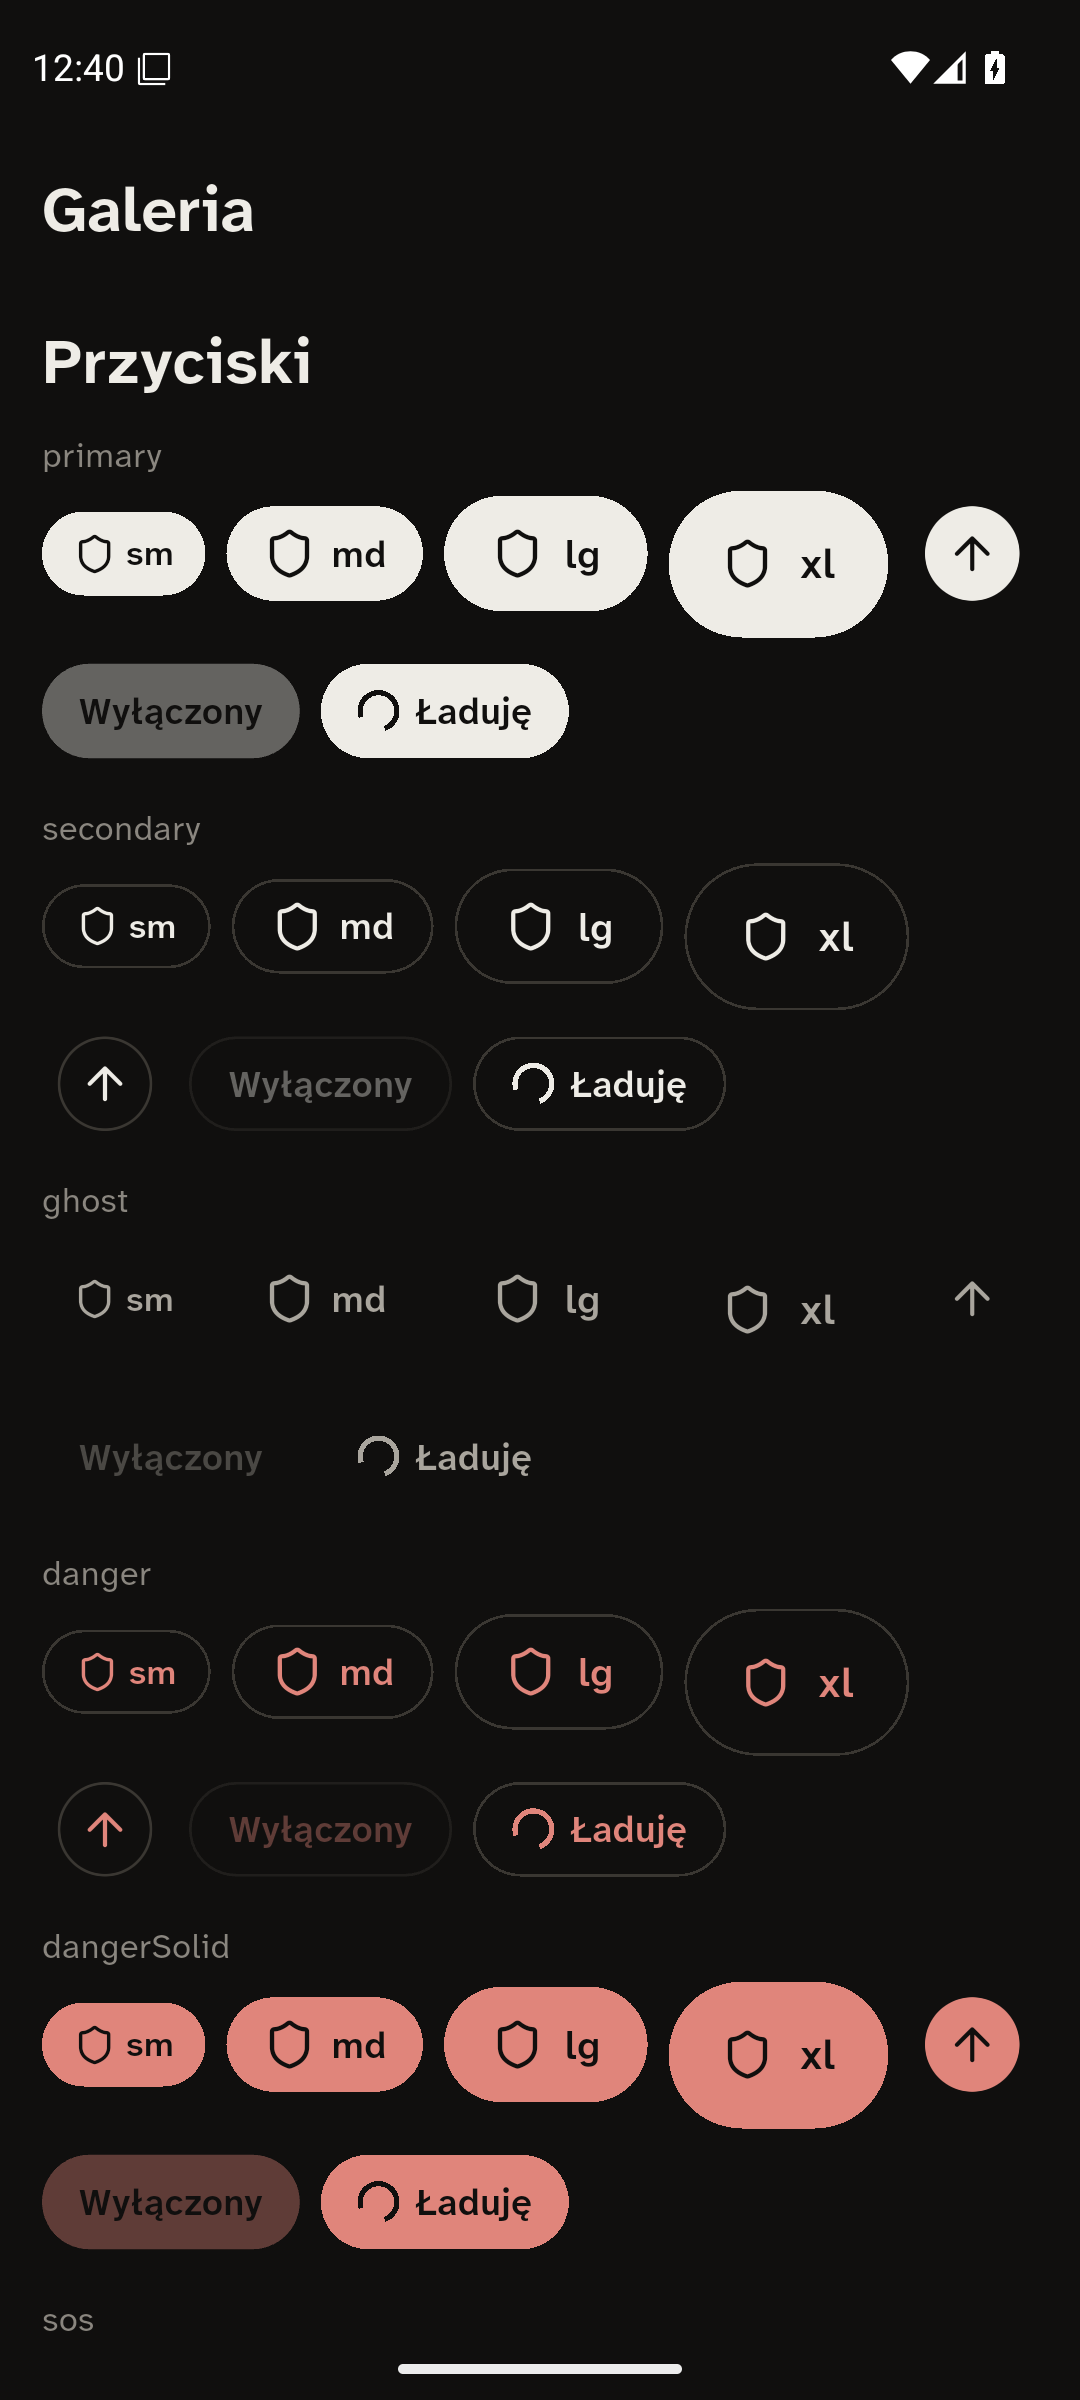 12:40
Galeria
Przyciski
primary
sm md lg xl
Wyłączony Ładuję
secondary
sm md lg xl
Wyłączony Ładuję
ghost
sm md lg xl
Wyłączony Ładuję
danger
sm md lg xl
Wyłączony Ładuję
dangerSolid
sm md lg xl
Wyłączony Ładuję
sos